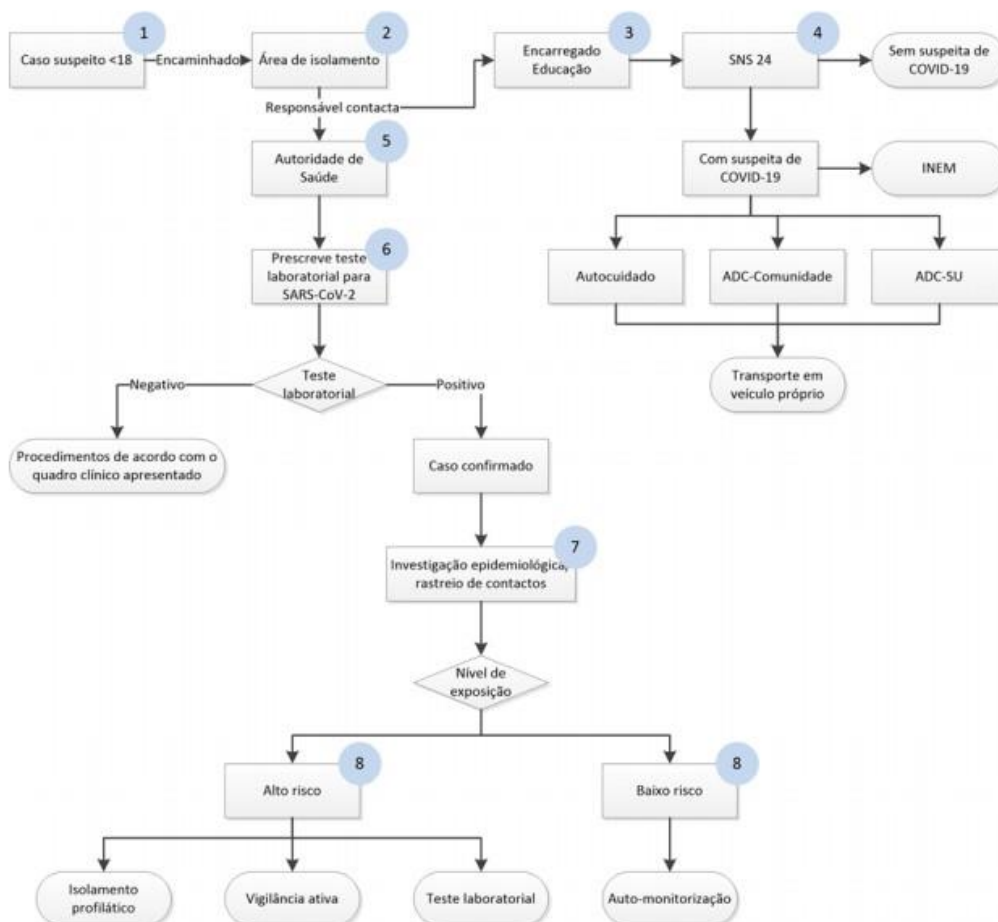 1
2
3
4
Caso suspeito <18
Encaminhado
Área de isolamento
Encarregado
Educação
SNS 24
Sem suspeita de
COVID-19
Responsável contacta
5
Autoridade de
Saúde
Com suspeita de
COVID-19
INEM
6
Prescreve teste
laboratorial para
SARS-CoV-2
Autocuidado
ADC-Comunidade
ADC-SU
Negativo
Teste
laboratorial
Positivo
Transporte em
veículo próprio
Procedimentos de acordo com o
quadro clínico apresentado
Caso confirmado
7
Investigação epidemiológica,
rastreio de contactos
Nível de
exposição
8
8
Alto risco
Baixo risco
Isolamento
profilático
Vigilância ativa
Teste laboratorial
Auto-monitorização